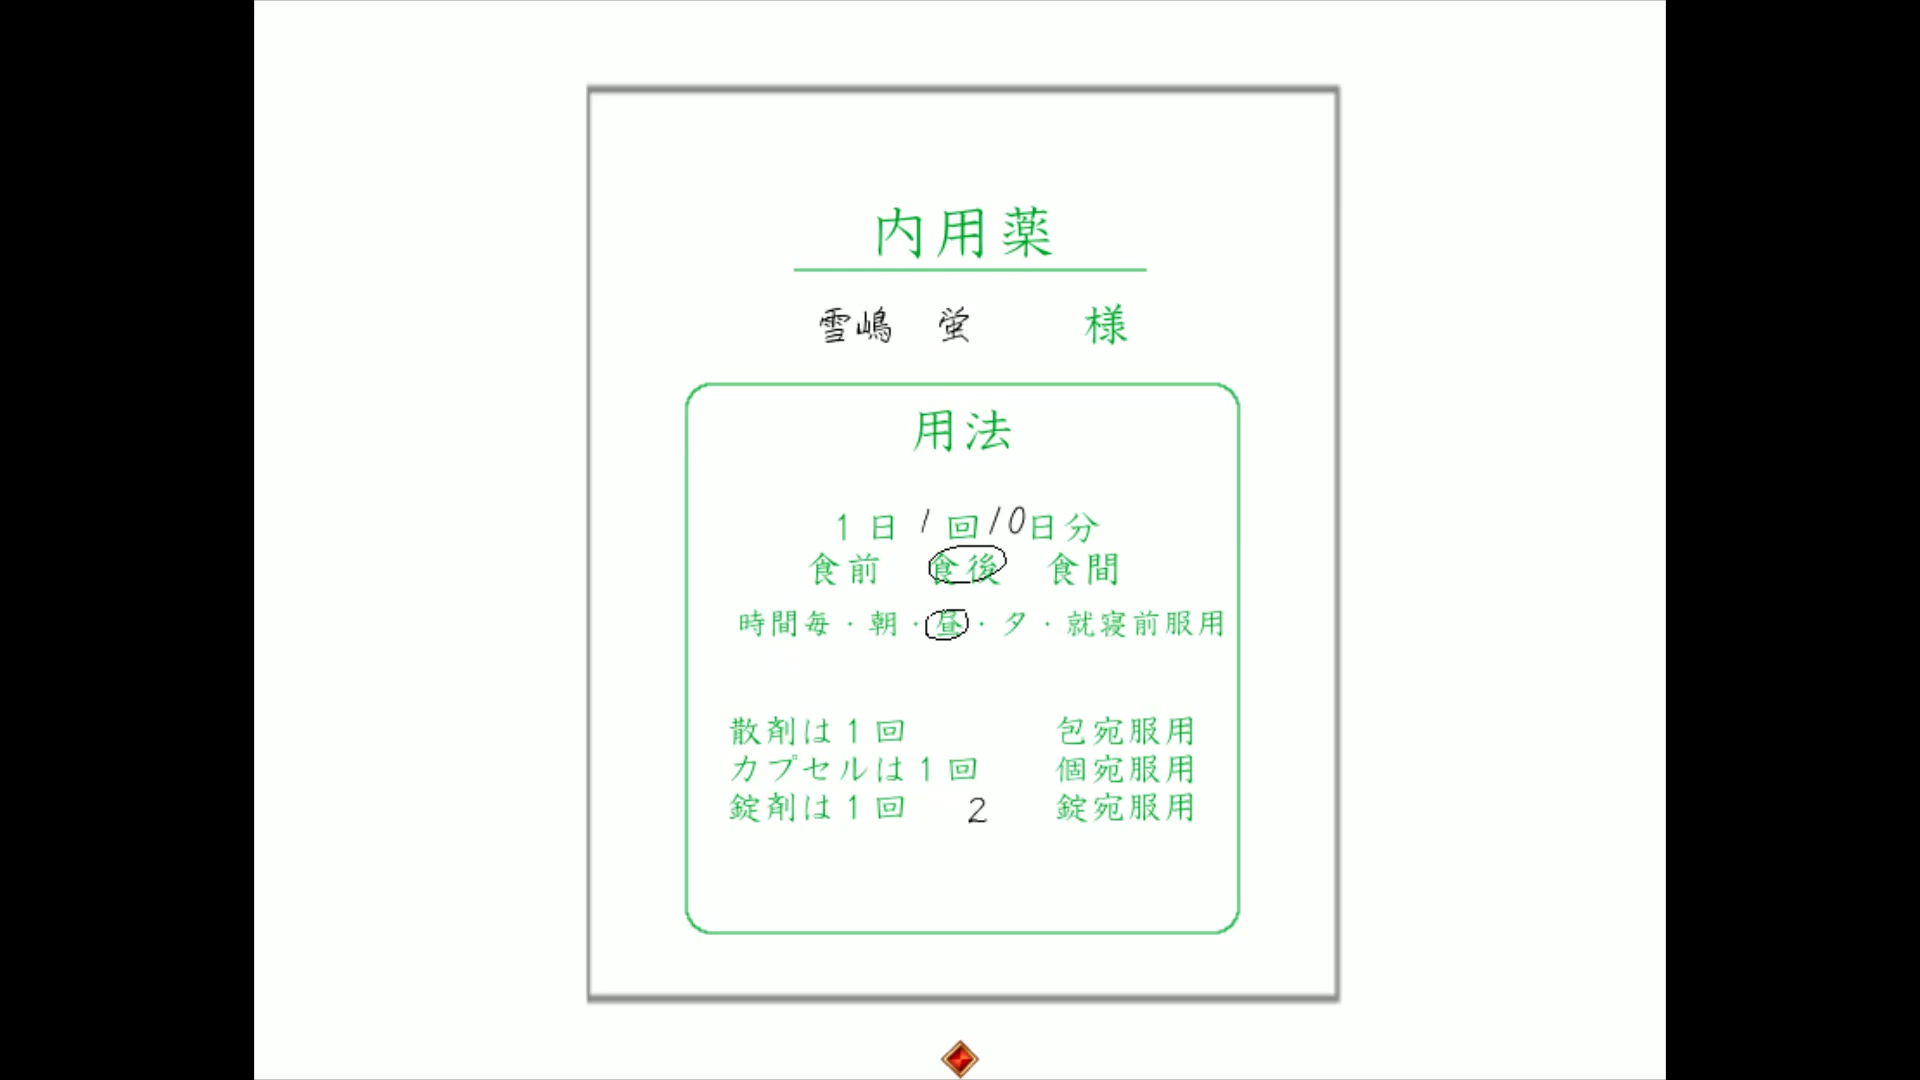 内用薬
雪嶋 蛍 様
用法
1日1回10日分
食前 食後 食間
時間毎・朝・昼・夕・就寝前服用
散剤は1回 包宛服用
カプセルは1回 個宛服用
錠剤は1回 2 錠宛服用